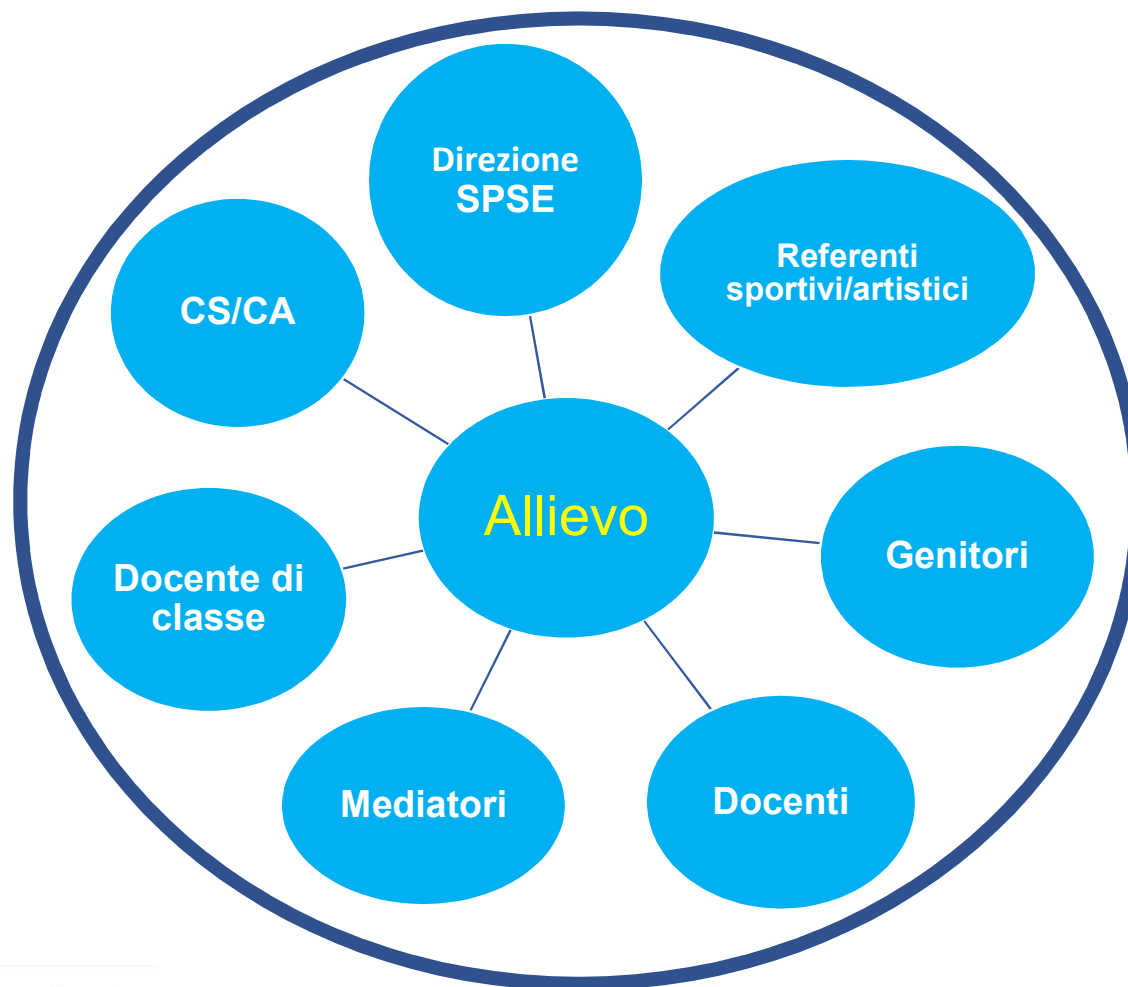 Direzione
SPSE
Referenti
sportivi/artistici
CS/CA
Allievo
Genitori
Docente di
classe
Mediatori
Docenti